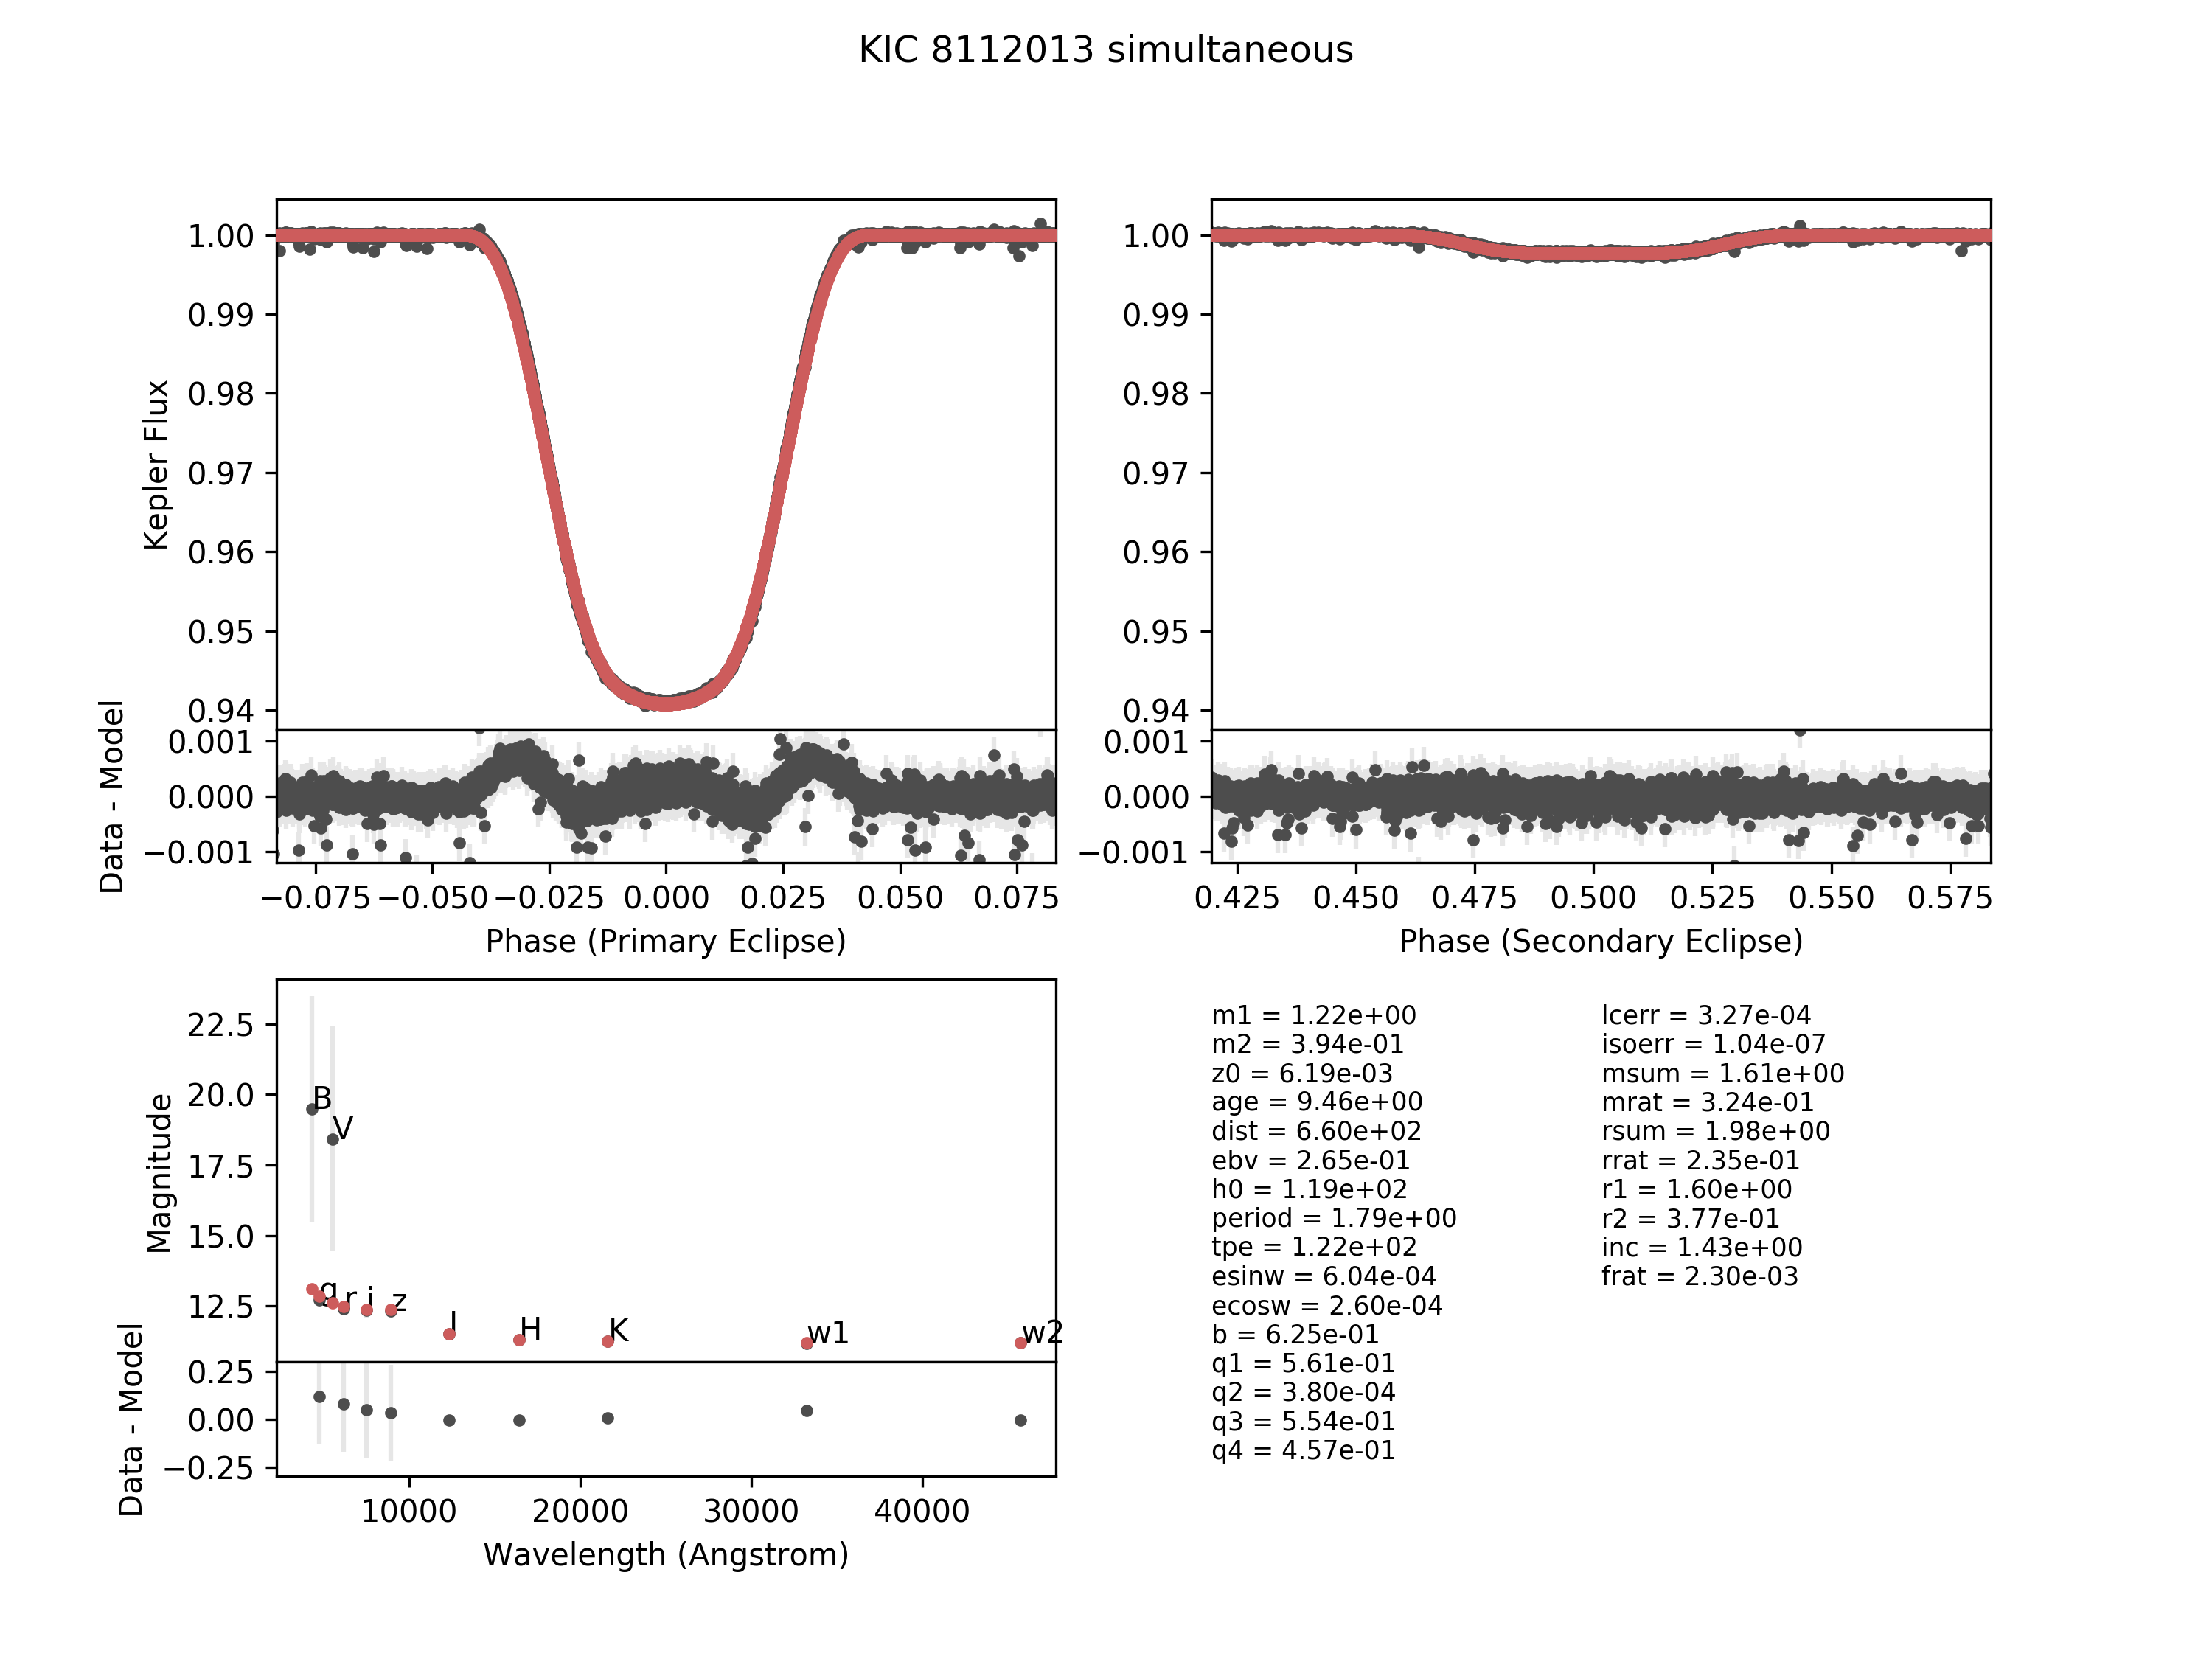 KIC 8112013 simultaneous
1.00
0.99
0.98
0.97
0.96
0.95
0.94
Kepler Flux
0.001
0.000
−0.001
Data - Model
−0.075 −0.050 −0.025 0.000 0.025 0.050 0.075
Phase (Primary Eclipse)
1.00
0.99
0.98
0.97
0.96
0.95
0.94
0.001
0.000
−0.001
0.425 0.450 0.475 0.500 0.525 0.550 0.575
Phase (Secondary Eclipse)
22.5
20.0
17.5
15.0
12.5
Magnitude
B
V
g r i z J H K w1 w2
0.25
0.00
−0.25
Data - Model
10000 20000 30000 40000
Wavelength (Angstrom)
m1 = 1.22e+00
m2 = 3.94e-01
z0 = 6.19e-03
age = 9.46e+00
dist = 6.60e+02
ebv = 2.65e-01
h0 = 1.19e+02
period = 1.79e+00
tpe = 1.22e+02
esinw = 6.04e-04
ecosw = 2.60e-04
b = 6.25e-01
q1 = 5.61e-01
q2 = 3.80e-04
q3 = 5.54e-01
q4 = 4.57e-01
lcerr = 3.27e-04
isoerr = 1.04e-07
msum = 1.61e+00
mrat = 3.24e-01
rsum = 1.98e+00
rrat = 2.35e-01
r1 = 1.60e+00
r2 = 3.77e-01
inc = 1.43e+00
frat = 2.30e-03